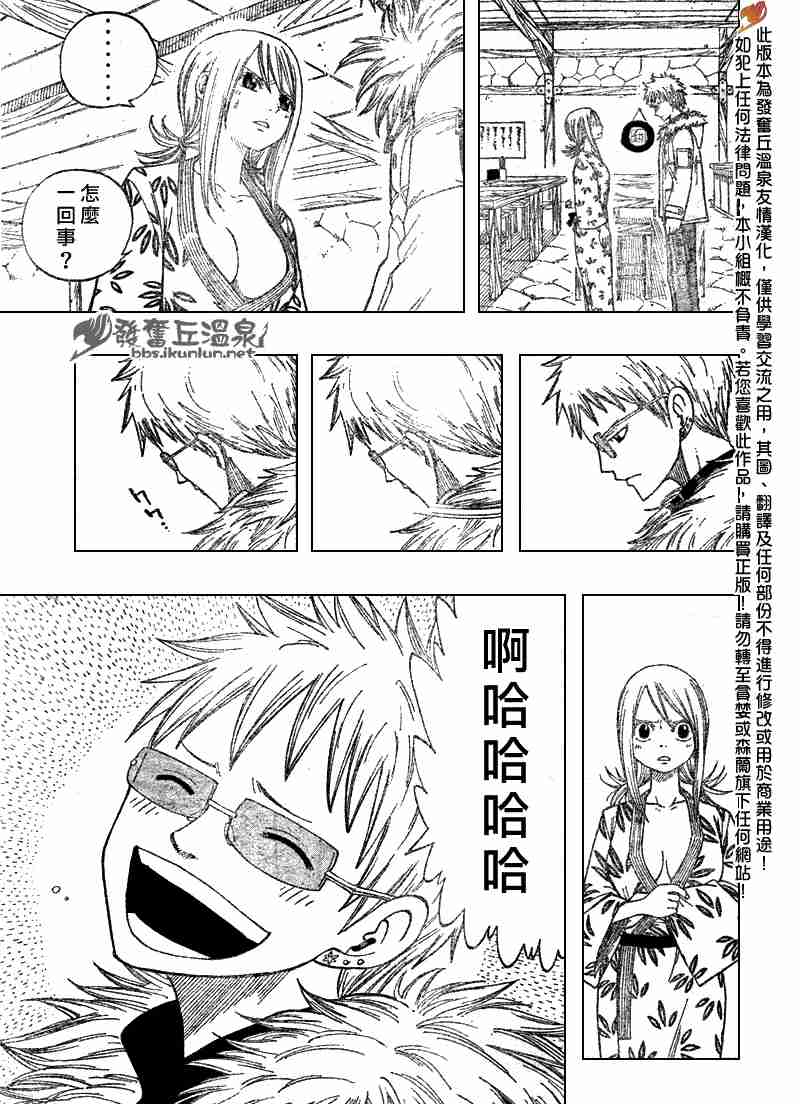 此版本為發奮丘溫泉友情漢化，僅供學習交流之用，其圖、翻譯及任何部份不得進行修改或用於商業用途！
如犯上任何法律問題，本小組概不負責。若您喜歡此作品，請購買正版！請勿轉至貪婪或森蘭旗下任何網站！！
………
怎麼
一回事？
發奮丘溫泉
bbs.ikunlun.net
啊哈哈哈哈